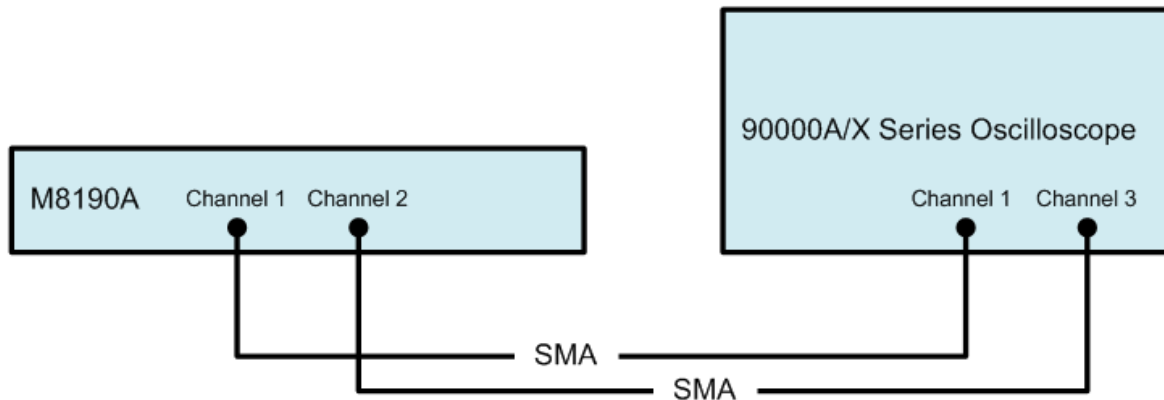 90000A/X Series Oscilloscope
M8190A
Channel 1
Channel 2
Channel 1
Channel 3
SMA
SMA